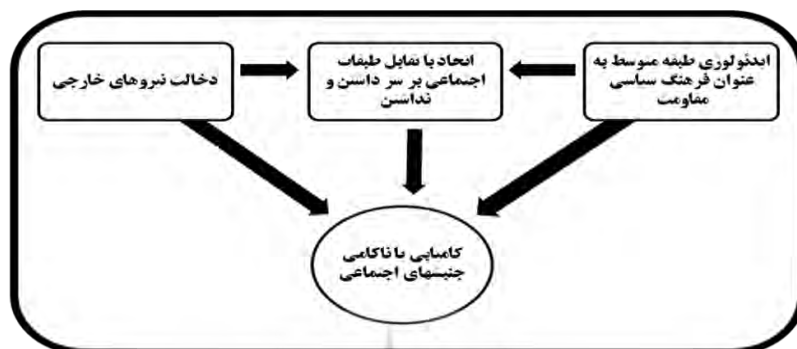 ایدئولوژی طبقه متوسط به
عنوان فرهنگ سیاسی
مقاومت
اتحاد یا تقابل طبقات
اجتماعی بر سر داشتن و
نداشتن
دخالت نیروهای خارجی
کامیابی یا ناکامی
جنبشهای اجتماعی